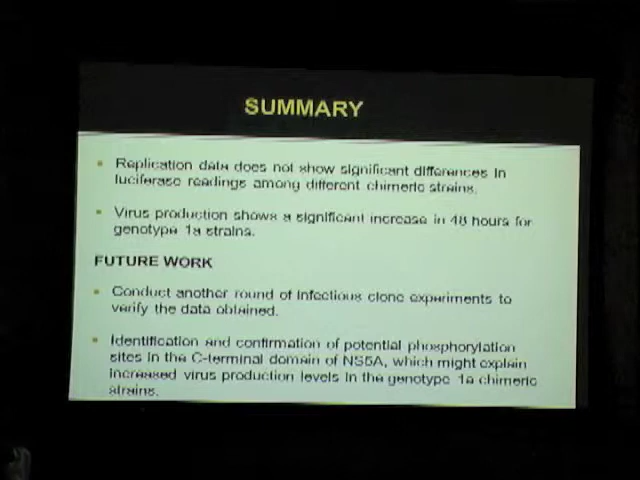 SUMMARY
Replication data does not show significant differences in
luciferase readings among different chimeric strains.
Virus production shows a significant increase in 48 hours for
genotype 1a strains.
FUTURE WORK
Conduct another round of infectious clone experiments to
verify the data obtained.
Identification and confirmation of potential phosphorylation
sites in the C-terminal domain of NS5A, which might explain
increased virus production levels in the genotype 1a chimeric
strains.